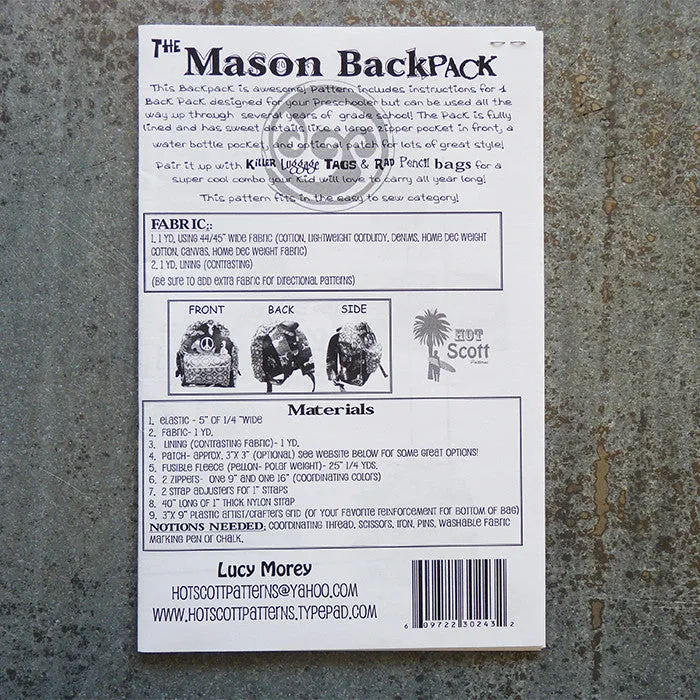 The Mason Backpack
This Backpack is awesome! Pattern includes instructions for 1
Back Pack designed for your Preschooler but can be used all the
way up through several years of grade school! The Pack is fully
lined and has sweet details like a large zipper pocket in front, a
water bottle pocket and optional patch for lots of great style!
Pair it up with Killer Luggage Tags & Rad Pencil bags for a
super cool combo your kid will love to carry all year long!
This pattern fits in the easy to sew category!
FABRIC::
1. 1 YD. USING 44/45" WIDE FABRIC (COTTON, LIGHTWEIGHT CORDUROY, DENIMS, HOME DEC WEIGHT
COTTON, CANVAS, HOME DEC WEIGHT FABRIC)
2. 1 YD. LINING (CONTRASTING)
(BE SURE TO ADD EXTRA FABRIC FOR DIRECTIONAL PATTERNS)
FRONT BACK SIDE
HOT
Scott
Patterns
Materials
1. ELASTIC - 5" OF 1/4 "WIDE
2. FABRIC- 1 YD.
3. LINING (CONTRASTING FABRIC)- 1 YD.
4. PATCH- APPROX. 3"X 3" (OPTIONAL) SEE WEBSITE BELOW FOR SOME GREAT OPTIONS!
5. FUSIBLE FLEECE (PELLON- POLAR WEIGHT)- 25" 1/4 YDS.
6. 2 ZIPPERS- ONE 9" AND ONE 16" (COORDINATING COLORS)
7. 2 STRAP ADJUSTERS FOR 1" STRAPS
8. 40" LONG OF 1" THICK NYLON STRAP
9. 3"X 9" PLASTIC ARTIST/CRAFTERS GRID (OR YOUR FAVORITE REINFORCEMENT FOR BOTTOM OF BAG)
NOTIONS NEEDED: COORDINATING THREAD, SCISSORS, IRON, PINS, WASHABLE FABRIC
MARKING PEN OR CHALK.
Lucy Morey
HOTSCOTTPATTERNS@YAHOO.COM
WWW.HOTSCOTTPATTERNS.TYPEPAD.COM
6 09722 30243 2